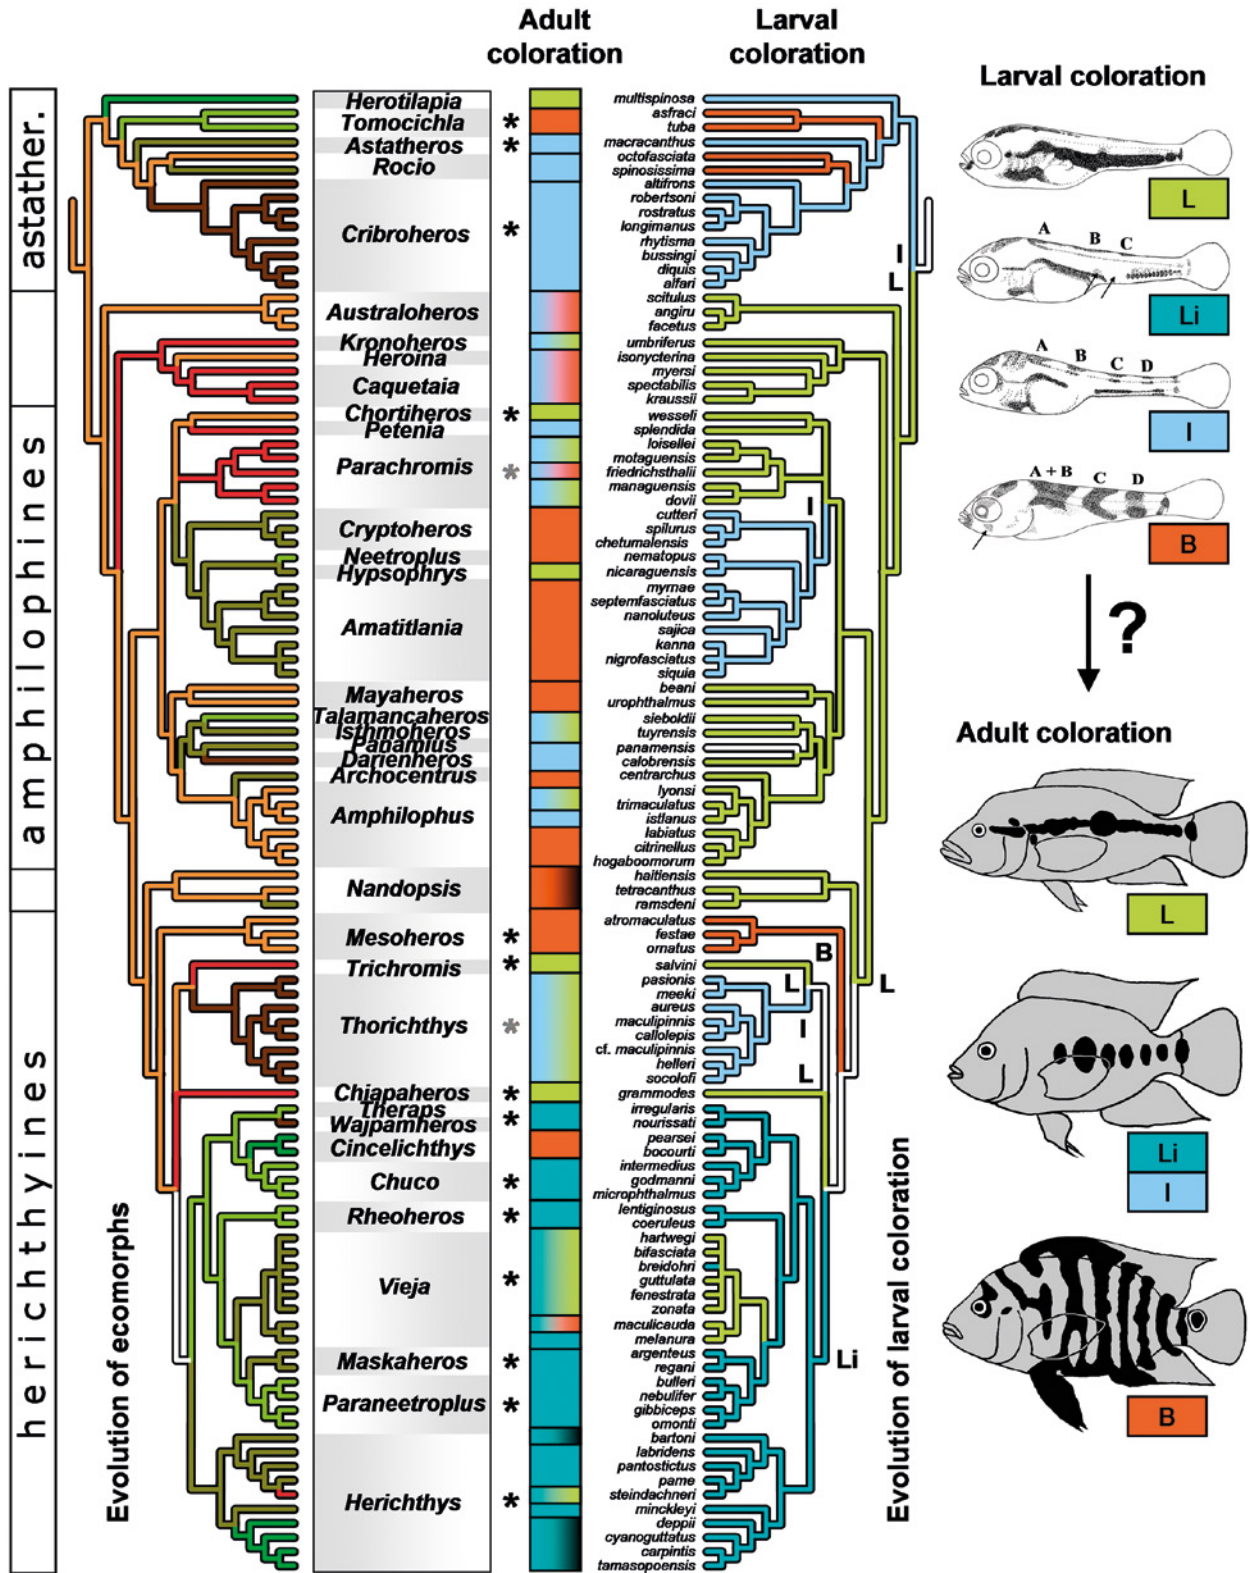 Adult
coloration
Larval
coloration
astather.
amphilophines
herichthyines
Evolution of ecomorphs
Herotilapia
Tomocichla
*
Astatheros
*
Rocio
Cribroheros
*
Australoheros
Kronoheros
Heroina
Caquetaia
Chortiheros
*
Petenia
Parachromis
*
Cryptoheros
Neetroplus
Hypsophrys
Amatitlania
Mayaheros
Talamancaheros
Isthmoheros
Panamius
Darienheros
Archocentrus
Amphilophus
Nandopsis
Mesoheros
*
Trichromis
*
Thorichthys
*
Chiapaheros
*
Theraps
*
Wajpamheros
Cincelichthys
Chuco
*
Rheoheros
*
Vieja
*
Maskaheros
*
Paraneetroplus
*
Herichthys
*
multispinosa
asfraci
tuba
macracanthus
octofasciata
spinosissima
altifrons
robertsoni
rostratus
longimanus
rhytisma
bussingi
diquis
alfari
scitulus
angiru
facetus
umbriferus
isonycterina
myersi
spectabilis
kraussii
wesseli
splendida
loisellei
motaguensis
friedrichsthalii
managuensis
dovii
cutteri
spilurus
chetumalensis
nematopus
nicaraguensis
myrnae
septemfasciatus
nanoluteus
sajica
kanna
nigrofasciatus
siquia
beani
urophthalmus
sieboldii
tuyrensis
panamensis
calobrensis
centrarchus
lyonsi
trimaculatus
istlanus
labiatus
citrinellus
hogaboomorum
haitiensis
tetracanthus
ramsdeni
atromaculatus
festae
ornatus
salvini
pasionis
meeki
aureus
maculipinnis
callolepis
cf. maculipinnis
helleri
socolofi
grammodes
irregularis
nourissati
pearsei
bocourti
intermedius
godmanni
microphthalmus
lentiginosus
coeruleus
hartwegi
bifasciata
breidohri
guttulata
fenestrata
zonata
maculicauda
melanura
argenteus
regani
bulleri
nebulifer
gibbiceps
omonti
bartoni
labridens
pantostictus
pame
steindachneri
minckleyi
deppii
cyanoguttatus
carpintis
tamasopoensis
I
L
I
B
L
L
I
L
Li
Evolution of larval coloration
Larval coloration
L
A B C
Li
A B C D
I
A + B C D
B
?
Adult coloration
L
Li
I
B